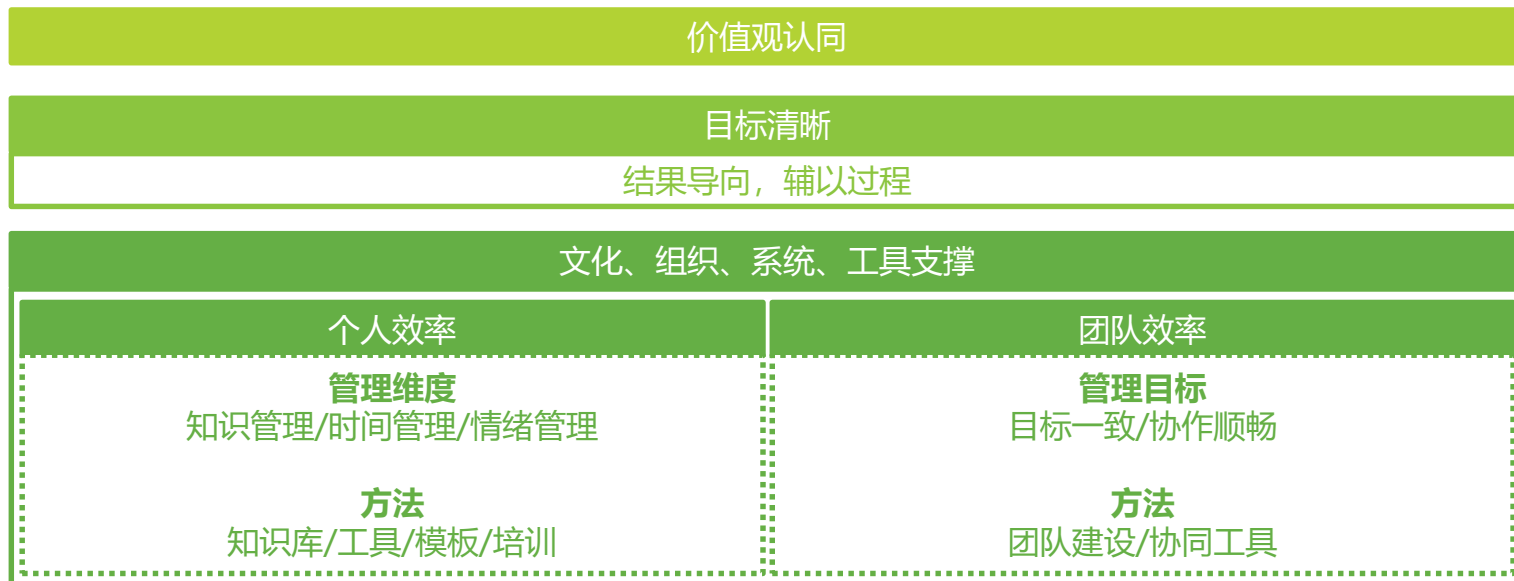 价值观认同
目标清晰
结果导向，辅以过程
文化、组织、系统、工具支撑
个人效率
管理维度
知识管理/时间管理/情绪管理
方法
知识库/工具/模板/培训
团队效率
管理目标
目标一致/协作顺畅
方法
团队建设/协同工具